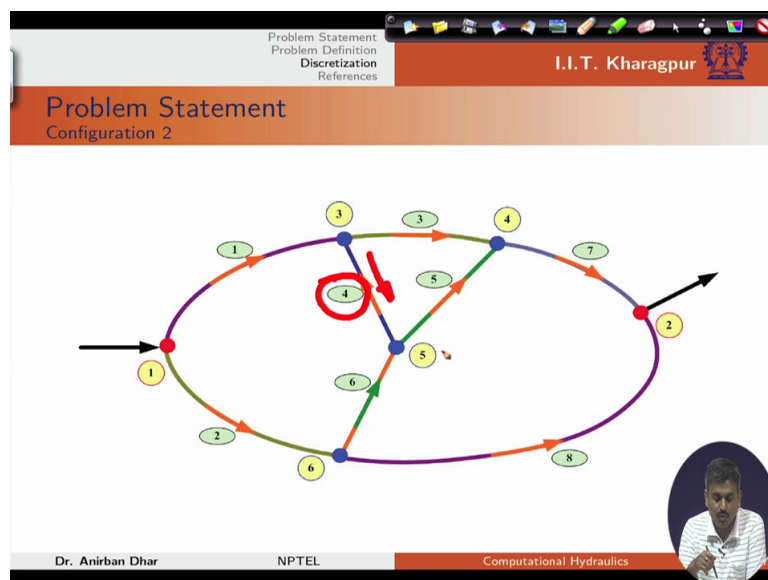 Problem Statement
Problem Definition
Discretization
References
I.I.T. Kharagpur
Problem Statement
Configuration 2
3
3
4
1
7
4
5
1
5
2
6
2
6
8
Dr. Anirban Dhar
NPTEL
Computational Hydraulics